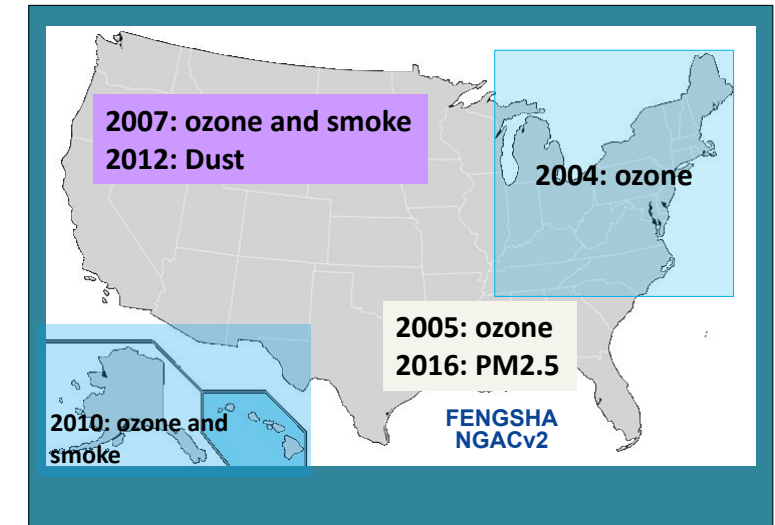 2007: ozone and smoke
2012: Dust
2004: ozone
2005: ozone
2016: PM2.5
FENGSHA
NGACv2
2010: ozone and
smoke